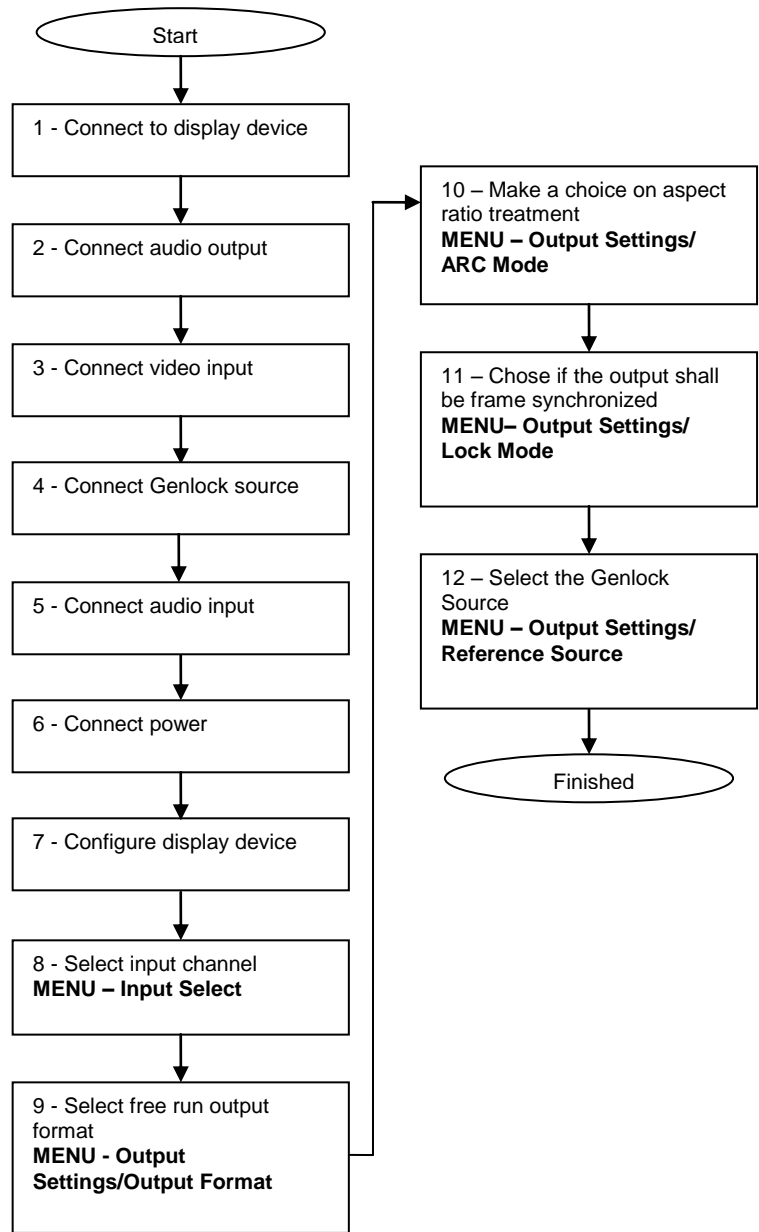 Start
1 - Connect to display device
2 - Connect audio output
3 - Connect video input
4 - Connect Genlock source
5 - Connect audio input
6 - Connect power
7 - Configure display device
8 - Select input channel
MENU – Input Select
9 - Select free run output
format
MENU - Output
Settings/Output Format
10 – Make a choice on aspect
ratio treatment
MENU – Output Settings/
ARC Mode
11 – Chose if the output shall
be frame synchronized
MENU– Output Settings/
Lock Mode
12 – Select the Genlock
Source
MENU – Output Settings/
Reference Source
Finished